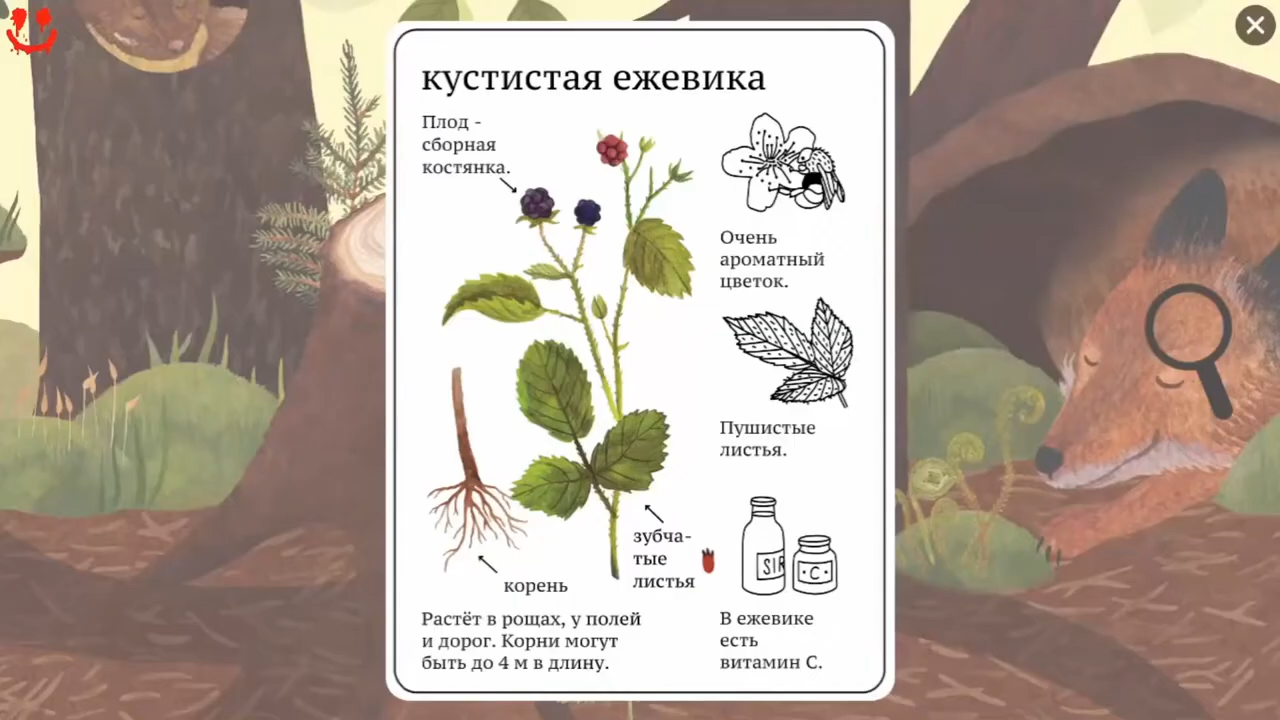 кустистая ежевика
Плод -
сборная
костянка.
Очень
ароматный
цветок.
Пушистые
листья.
зубча-
тые
листья
корень
SIR
C
Растёт в рощах, у полей
и дорог. Корни могут
быть до 4 м в длину.
В ежевике
есть
витамин С.